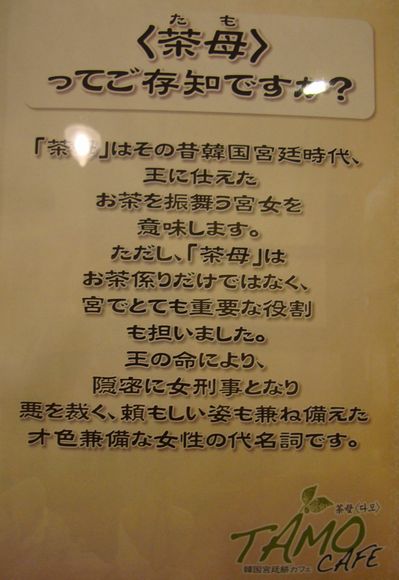 たも
〈茶母〉
ってご存知ですか?
「茶母」はその昔韓国宮廷時代、
王に仕えた
お茶を振舞う宮女を
意味します。
ただし、「茶母」は
お茶係りだけではなく、
宮でとても重要な役割
も担いました。
王の命により、
隠密に女刑事となり
悪を裁く、頼もしい姿も兼ね備えた
才色兼備な女性の代名詞です。
茶母〈다모〉
TAMO
韓国宮廷餅カフェ
CAFE